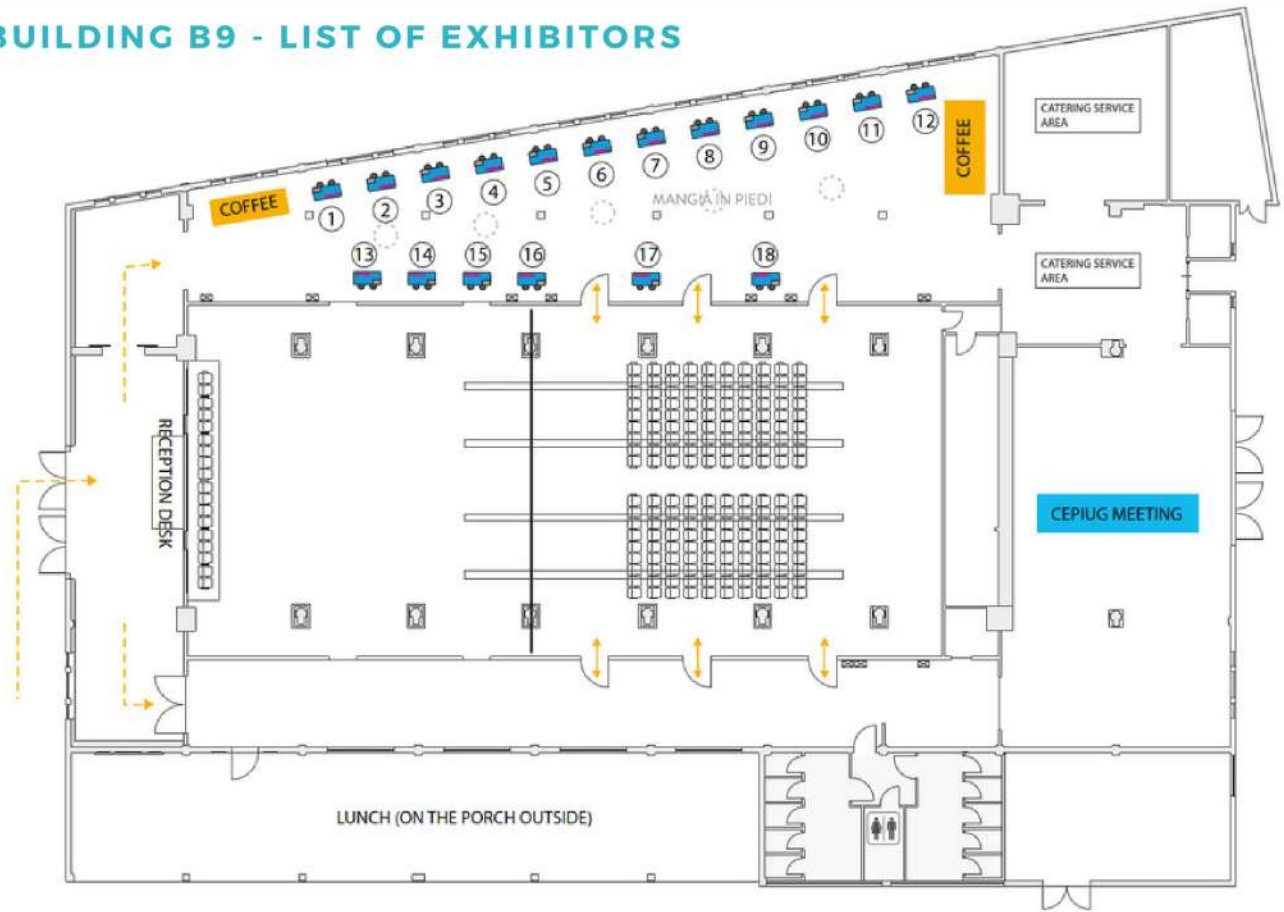 BUILDING B9 - LIST OF EXHIBITORS
CATERING SERVICE
AREA
COFFEE
COFFEE
1
2
3
4
5
6
7
8
9
10
11
12
MANGIA IN PIEDI
13
14
15
16
17
18
CATERING SERVICE
AREA
RECEPTION DESK
CEPIUG MEETING
LUNCH (ON THE PORCH OUTSIDE)